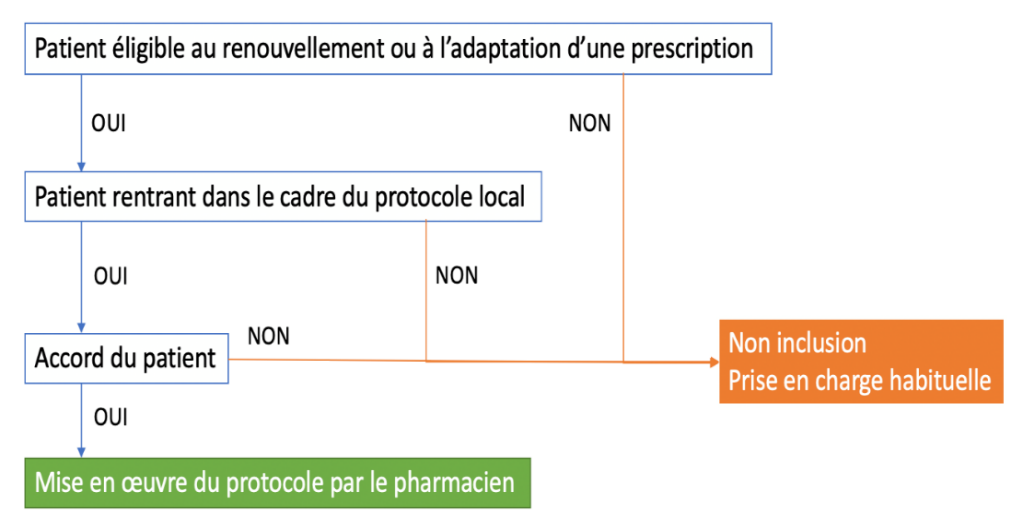 Patient éligible au renouvellement ou à l'adaptation d'une prescription
OUI
NON
Patient rentrant dans le cadre du protocole local
OUI
NON
NON
Accord du patient
Non inclusion
Prise en charge habituelle
OUI
Mise en œuvre du protocole par le pharmacien